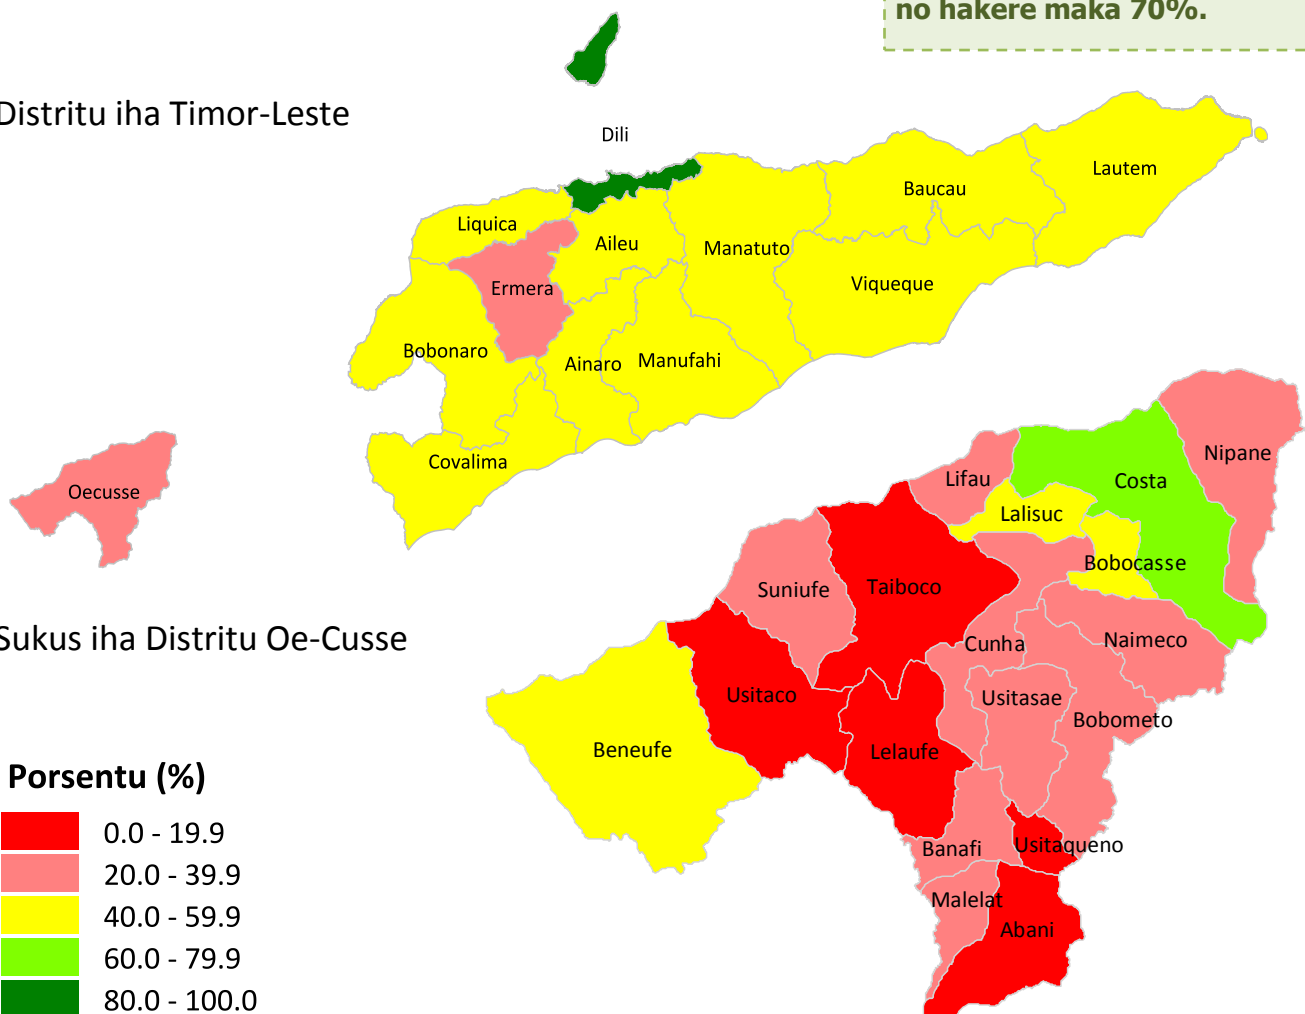 no hakere maka 70%.
Distritu iha Timor-Leste
Dili
Lautem
Baucau
Liquica
Aileu
Manatuto
Viqueque
Ermera
Bobonaro
Ainaro
Manufahi
Covalima
Oecusse
Nipane
Lifau
Costa
Lalisuc
Bobocasse
Suniufe
Taiboco
Sukus iha Distritu Oe-Cusse
Cunha
Naimeco
Usitaco
Usitasae
Bobometo
Beneufe
Lelaufe
Banafi
Usitaqueno
Malelat
Abani
Porsentu (%)
0.0 - 19.9
20.0 - 39.9
40.0 - 59.9
60.0 - 79.9
80.0 - 100.0